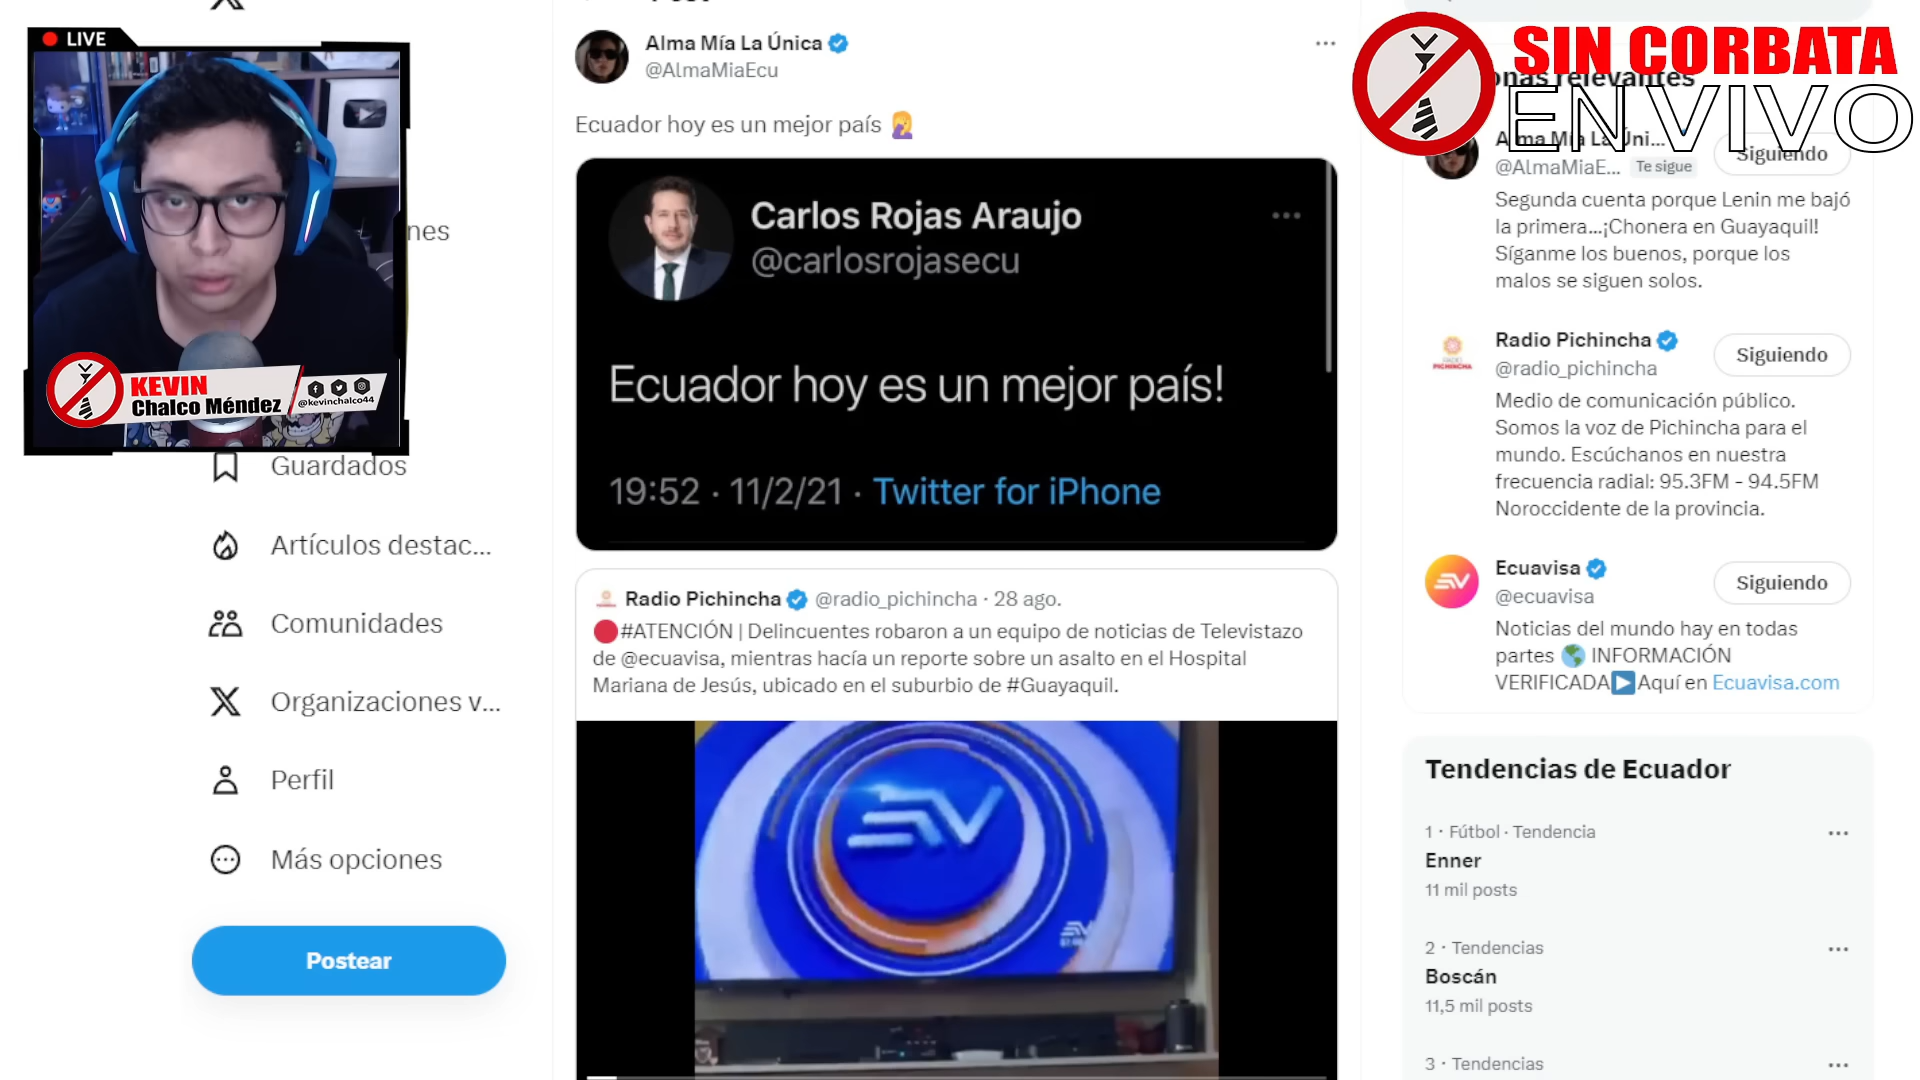 LIVE
KEVIN
Chalco Méndez
@kevinchalco44
nes
Guardados
Artículos destac...
Comunidades
Organizaciones v...
Perfil
Más opciones
Postear
Alma Mía La Única
@AlmaMiaEcu
Ecuador hoy es un mejor país
Carlos Rojas Araujo
@carlosrojasecu
Ecuador hoy es un mejor país!
19:52 · 11/2/21 · Twitter for iPhone
Radio Pichincha @radio_pichincha · 28 ago.
#ATENCIÓN | Delincuentes robaron a un equipo de noticias de Televistazo
de @ecuavisa, mientras hacía un reporte sobre un asalto en el Hospital
Mariana de Jesús, ubicado en el suburbio de #Guayaquil.
SIN CORBATA
EN VIVO
onas relevantes
Alma Mía La Úni...
@AlmaMiaE... Te sigue
Siguiendo
Segunda cuenta porque Lenin me bajó
la primera...¡Chonera en Guayaquil!
Síganme los buenos, porque los
malos se siguen solos.
Radio Pichincha
@radio_pichincha
Siguiendo
Medio de comunicación público.
Somos la voz de Pichincha para el
mundo. Escúchanos en nuestra
frecuencia radial: 95.3FM - 94.5FM
Noroccidente de la provincia.
Ecuavisa
@ecuavisa
Siguiendo
Noticias del mundo hay en todas
partes INFORMACIÓN
VERIFICADA Aquí en Ecuavisa.com
Tendencias de Ecuador
1 · Fútbol · Tendencia
Enner
11 mil posts
2 · Tendencias
Boscán
11,5 mil posts
3 · Tendencias